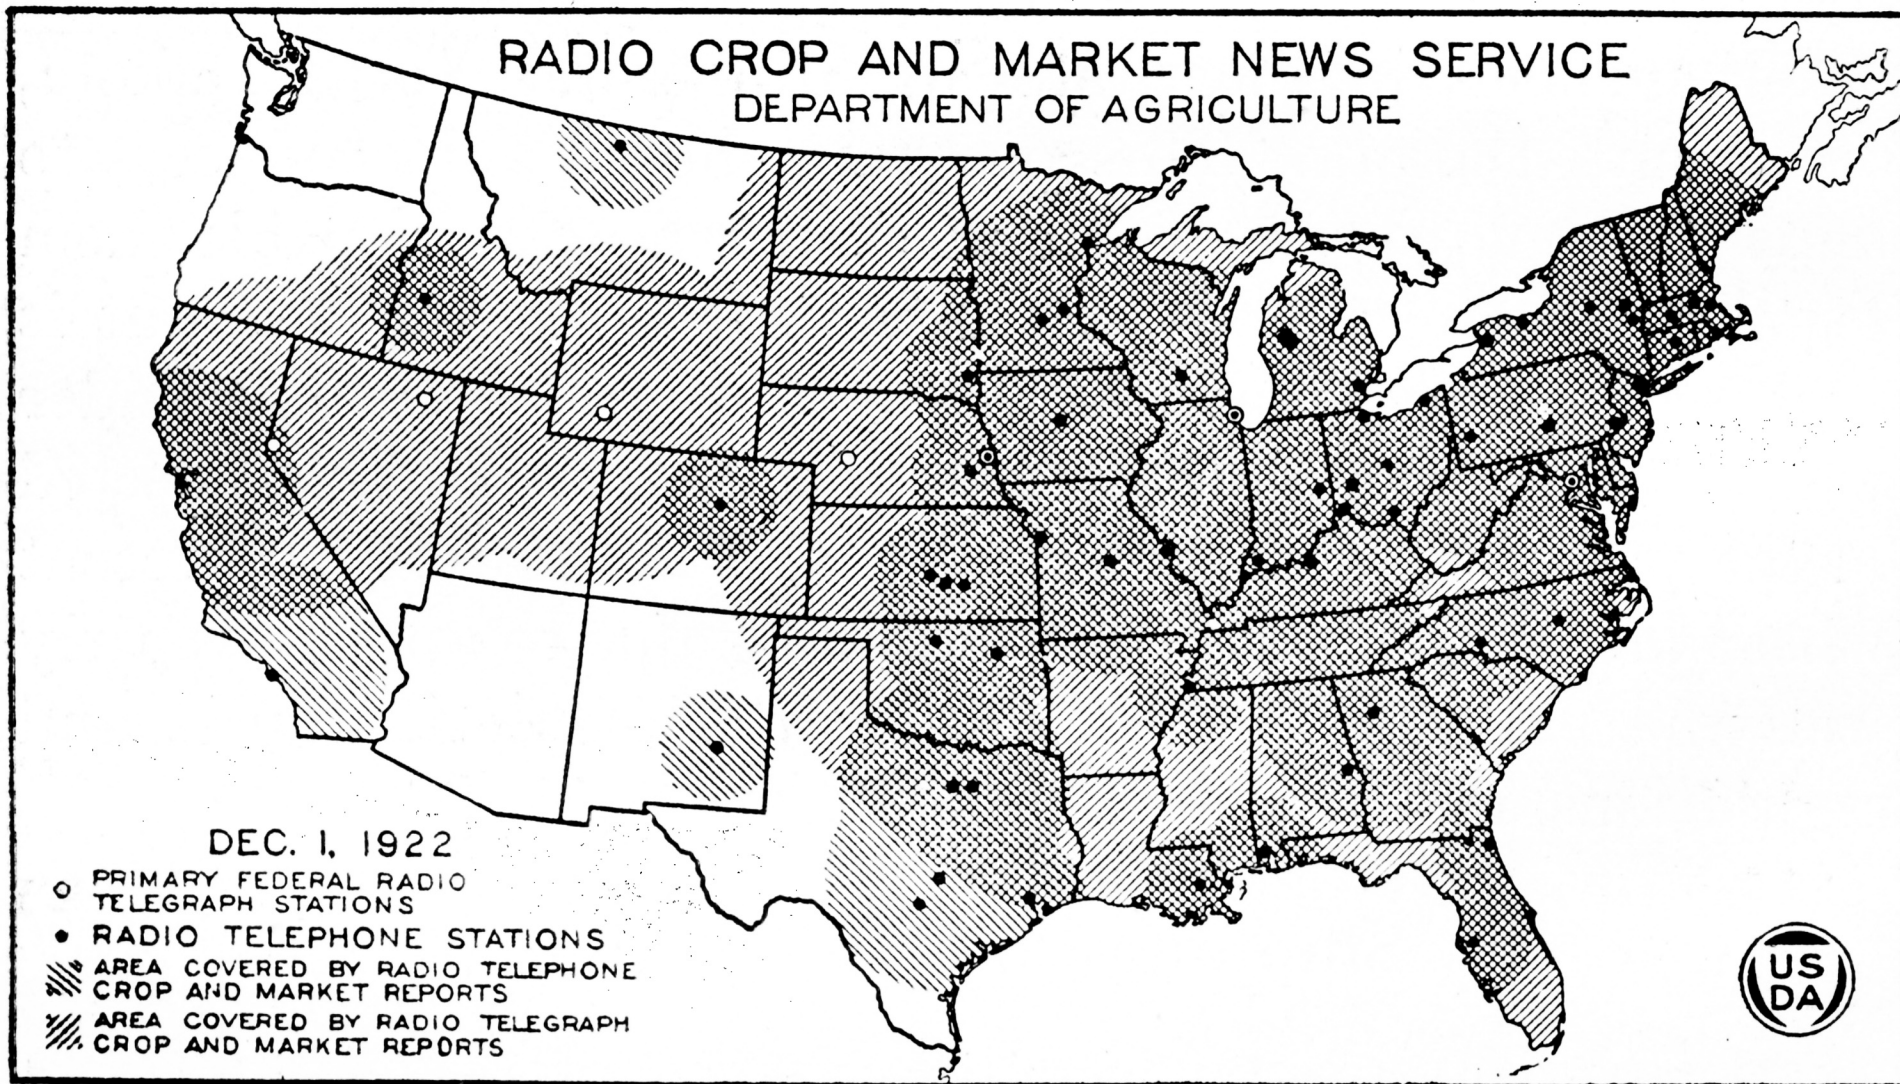 RADIO CROP AND MARKET NEWS SERVICE
DEPARTMENT OF AGRICULTURE
DEC. 1, 1922
PRIMARY FEDERAL RADIO
TELEGRAPH STATIONS
RADIO TELEPHONE STATIONS
AREA COVERED BY RADIO TELEPHONE
CROP AND MARKET REPORTS
AREA COVERED BY RADIO TELEGRAPH
CROP AND MARKET REPORTS
US
DA